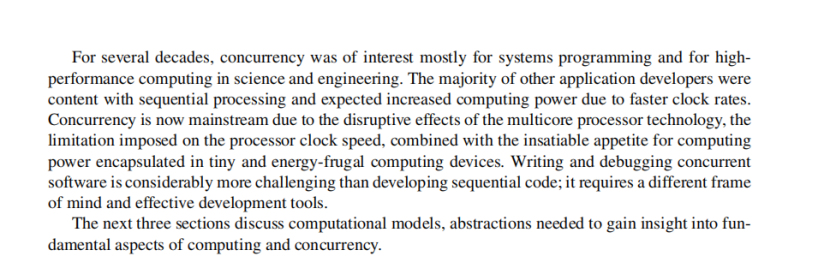 For several decades, concurrency was of interest mostly for systems programming and for high-
performance computing in science and engineering. The majority of other application developers were
content with sequential processing and expected increased computing power due to faster clock rates.
Concurrency is now mainstream due to the disruptive effects of the multicore processor technology, the
limitation imposed on the processor clock speed, combined with the insatiable appetite for computing
power encapsulated in tiny and energy-frugal computing devices. Writing and debugging concurrent
software is considerably more challenging than developing sequential code; it requires a different frame
of mind and effective development tools.
The next three sections discuss computational models, abstractions needed to gain insight into fun-
damental aspects of computing and concurrency.